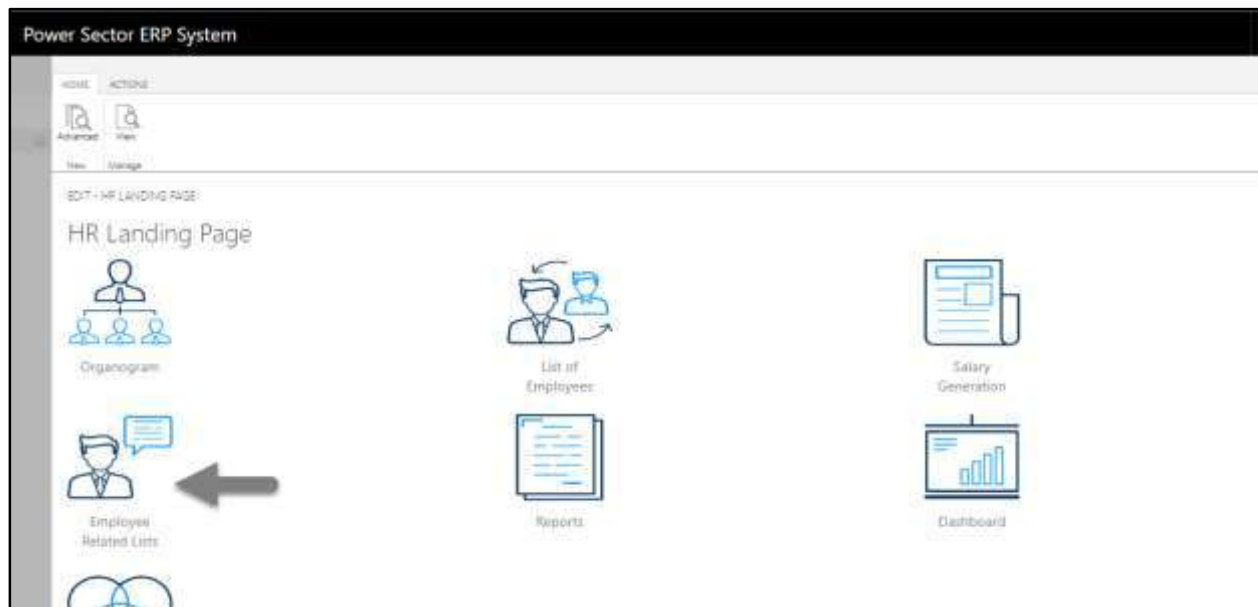 Power Sector ERP System
HOME ACTIONS
Advanced View
New Manage
EDIT - HR LANDING PAGE
HR Landing Page
Organogram
List of
Employees
Salary
Generation
Employee
Related Lists
Reports
Dashboard